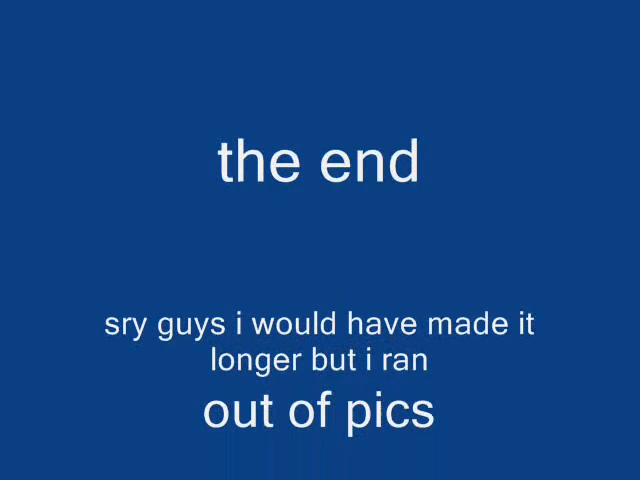 the end
sry guys i would have made it
longer but i ran
out of pics